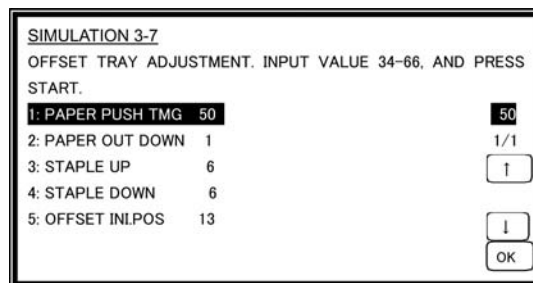 SIMULATION 3-7
OFFSET TRAY ADJUSTMENT. INPUT VALUE 34-66, AND PRESS
START.
1: PAPER PUSH TMG 50 50
2: PAPER OUT DOWN 1 1/1
3: STAPLE UP 6 ↑
4: STAPLE DOWN 6
5: OFFSET INI.POS 13 ↓
OK